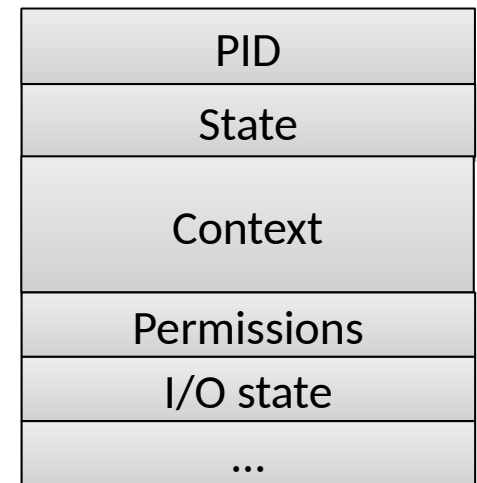 PID
State
Context
Permissions
I/O state
...